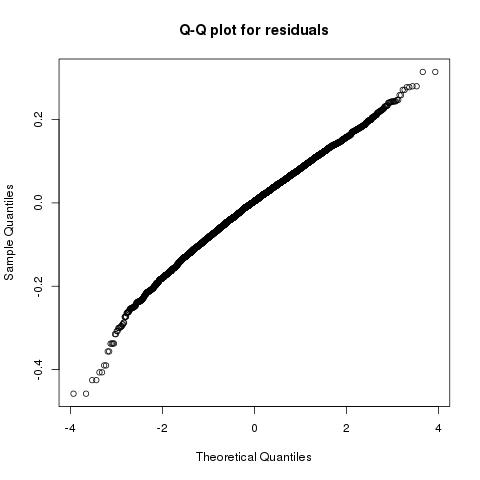 Q-Q plot for residuals
Sample Quantiles
0.2
0.0
-0.2
-0.4
-4 -2 0 2 4
Theoretical Quantiles